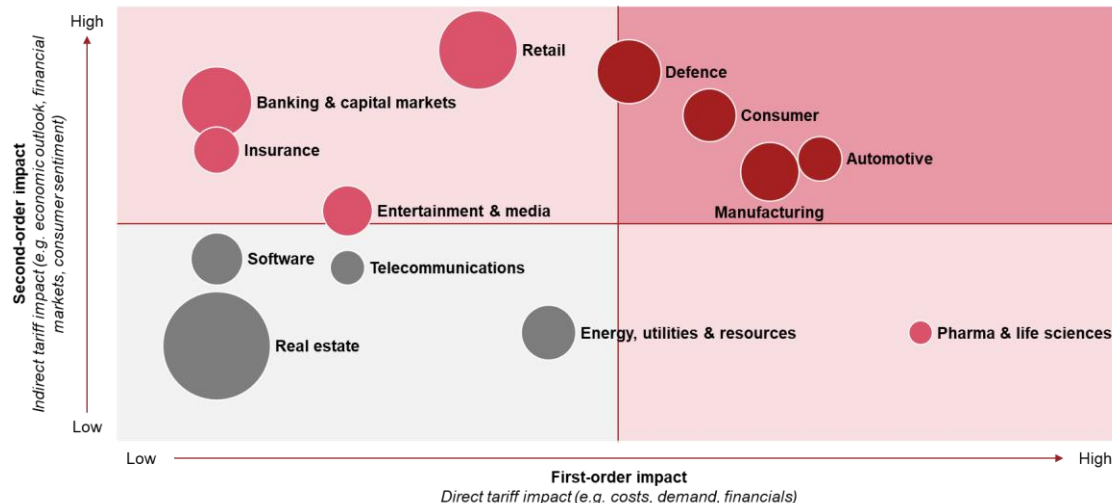 High
Second-order impact
Indirect tariff impact (e.g. economic outlook, financial
markets, consumer sentiment)
Low
Retail
Defence
Banking & capital markets
Consumer
Insurance
Automotive
Entertainment & media
Manufacturing
Software
Telecommunications
Real estate
Energy, utilities & resources
Pharma & life sciences
Low
High
First-order impact
Direct tariff impact (e.g. costs, demand, financials)